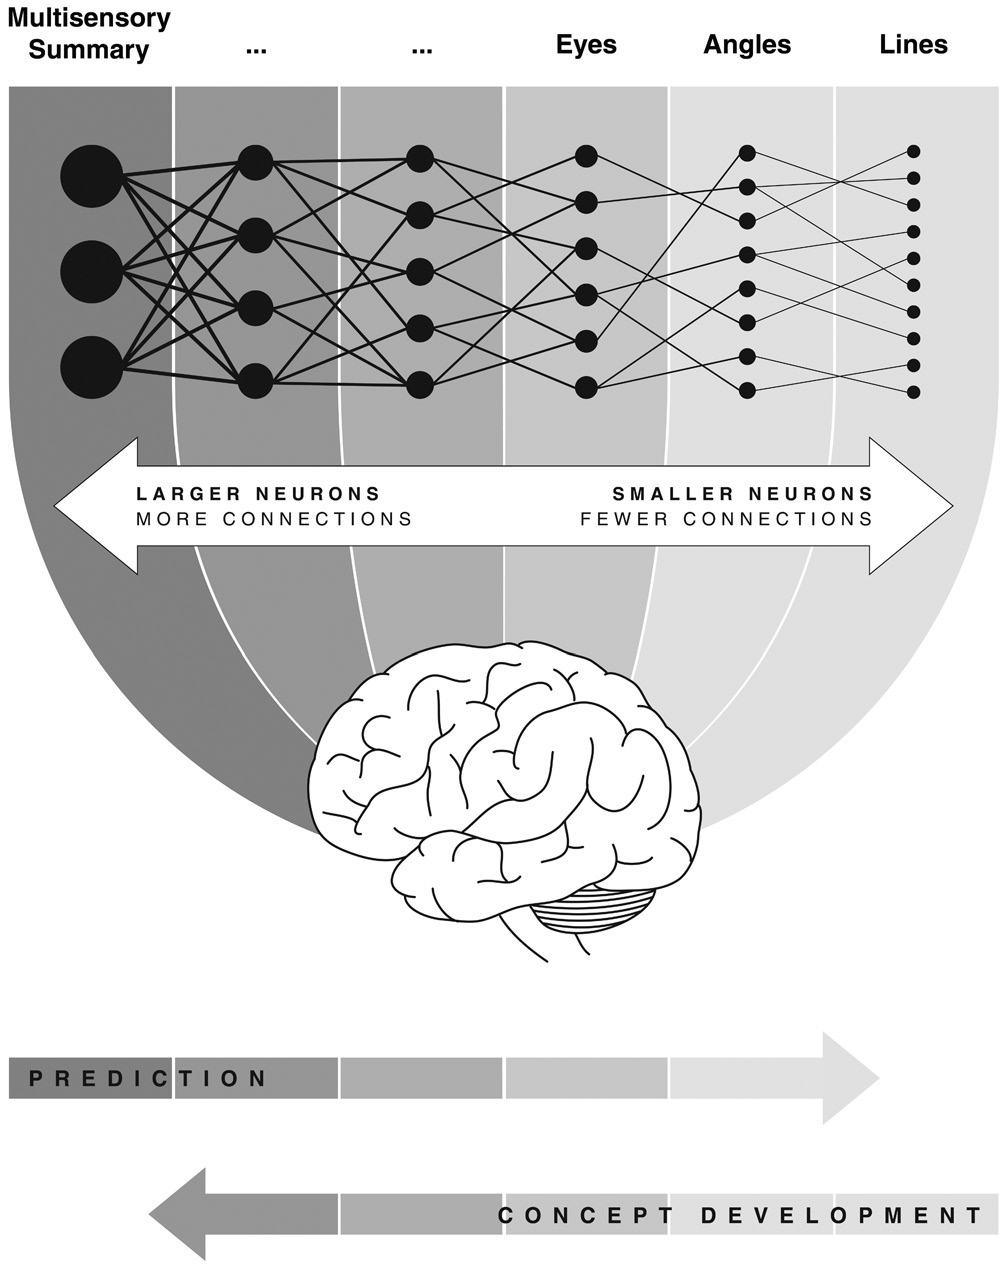 Multisensory
Summary
...
...
Eyes
Angles
Lines
LARGER NEURONS
MORE CONNECTIONS
SMALLER NEURONS
FEWER CONNECTIONS
PREDICTION
CONCEPT DEVELOPMENT